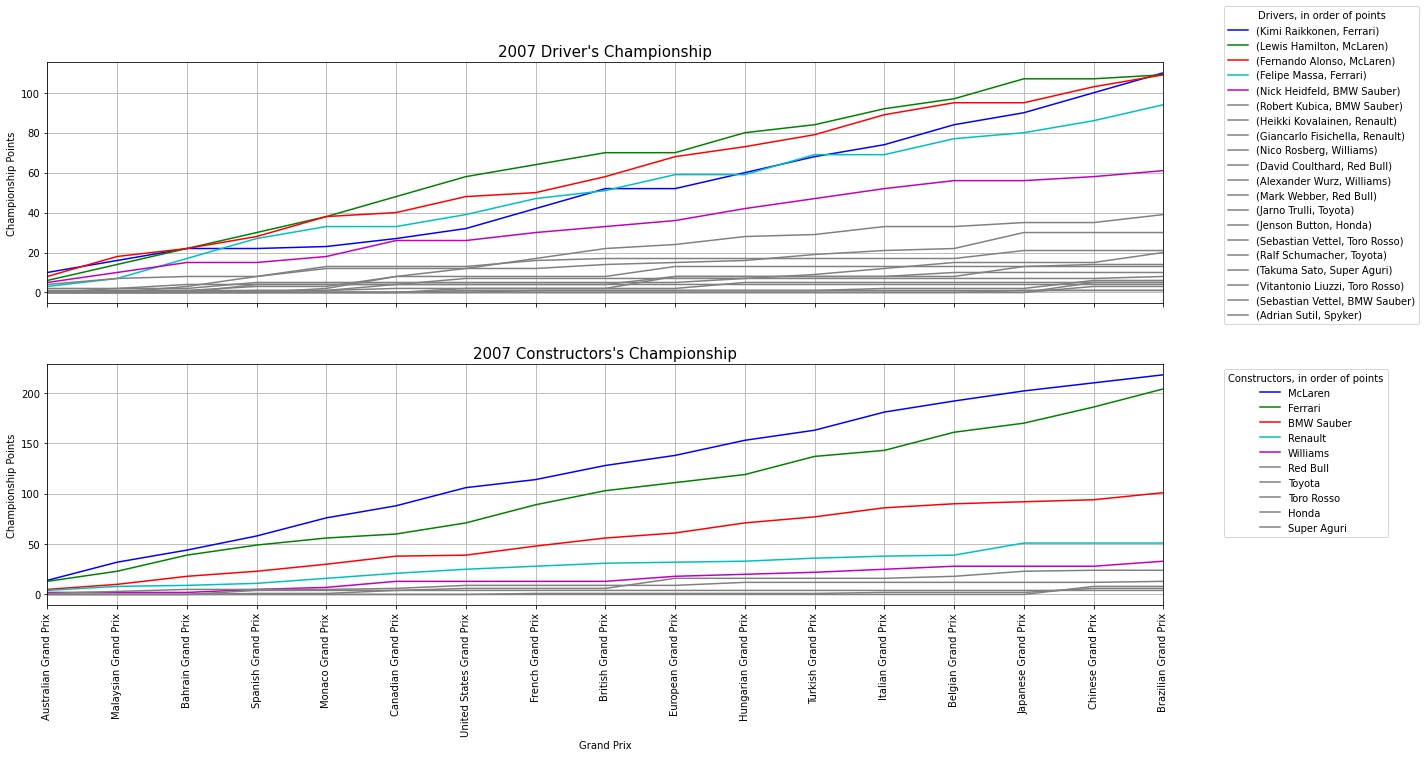 2007 Driver's Championship
Championship Points
100
80
60
40
20
0
Drivers, in order of points
(Kimi Raikkonen, Ferrari)
(Lewis Hamilton, McLaren)
(Fernando Alonso, McLaren)
(Felipe Massa, Ferrari)
(Nick Heidfeld, BMW Sauber)
(Robert Kubica, BMW Sauber)
(Heikki Kovalainen, Renault)
(Giancarlo Fisichella, Renault)
(Nico Rosberg, Williams)
(David Coulthard, Red Bull)
(Alexander Wurz, Williams)
(Mark Webber, Red Bull)
(Jarno Trulli, Toyota)
(Jenson Button, Honda)
(Sebastian Vettel, Toro Rosso)
(Ralf Schumacher, Toyota)
(Takuma Sato, Super Aguri)
(Vitantonio Liuzzi, Toro Rosso)
(Sebastian Vettel, BMW Sauber)
(Adrian Sutil, Spyker)
2007 Constructors's Championship
Championship Points
200
150
100
50
0
Constructors, in order of points
McLaren
Ferrari
BMW Sauber
Renault
Williams
Red Bull
Toyota
Toro Rosso
Honda
Super Aguri
Australian Grand Prix
Malaysian Grand Prix
Bahrain Grand Prix
Spanish Grand Prix
Monaco Grand Prix
Canadian Grand Prix
United States Grand Prix
French Grand Prix
British Grand Prix
European Grand Prix
Hungarian Grand Prix
Turkish Grand Prix
Italian Grand Prix
Belgian Grand Prix
Japanese Grand Prix
Chinese Grand Prix
Brazilian Grand Prix
Grand Prix